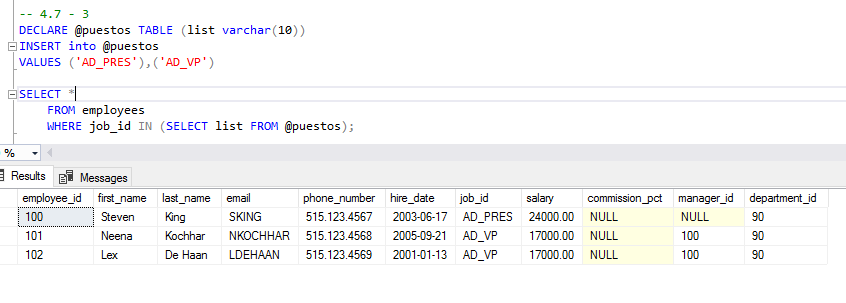 -- 4.7 - 3
DECLARE @puestos TABLE (list varchar(10))
INSERT into @puestos
VALUES ('AD_PRES'),('AD_VP')
SELECT *
FROM employees
WHERE job_id IN (SELECT list FROM @puestos);
%
Results Messages
employee_id first_name last_name email phone_number hire_date job_id salary commission_pct manager_id department_id
100 Steven King SKING 515.123.4567 2003-06-17 AD_PRES 24000.00 NULL NULL 90
101 Neena Kochhar NKOCHHAR 515.123.4568 2005-09-21 AD_VP 17000.00 NULL 100 90
102 Lex De Haan LDEHAAN 515.123.4569 2001-01-13 AD_VP 17000.00 NULL 100 90